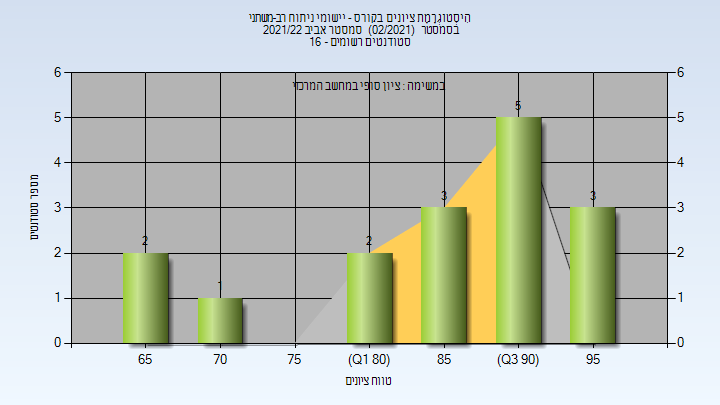 היסטוגרמת ציונים בקורס - יישומי ניתוח רב-משתני
בסמסטר (02/2021) סמסטר אביב 2021/22
סטודנטים רשומים - 16
במשימה : ציון סופי במחשב המרכזי
מספר סטודנטים
6 6
5 5
4 4
3 3
2 2
1 1
0 0
2 1 2 3 5 3
65 70 75 (Q1 80) 85 (Q3 90) 95
טווח ציונים